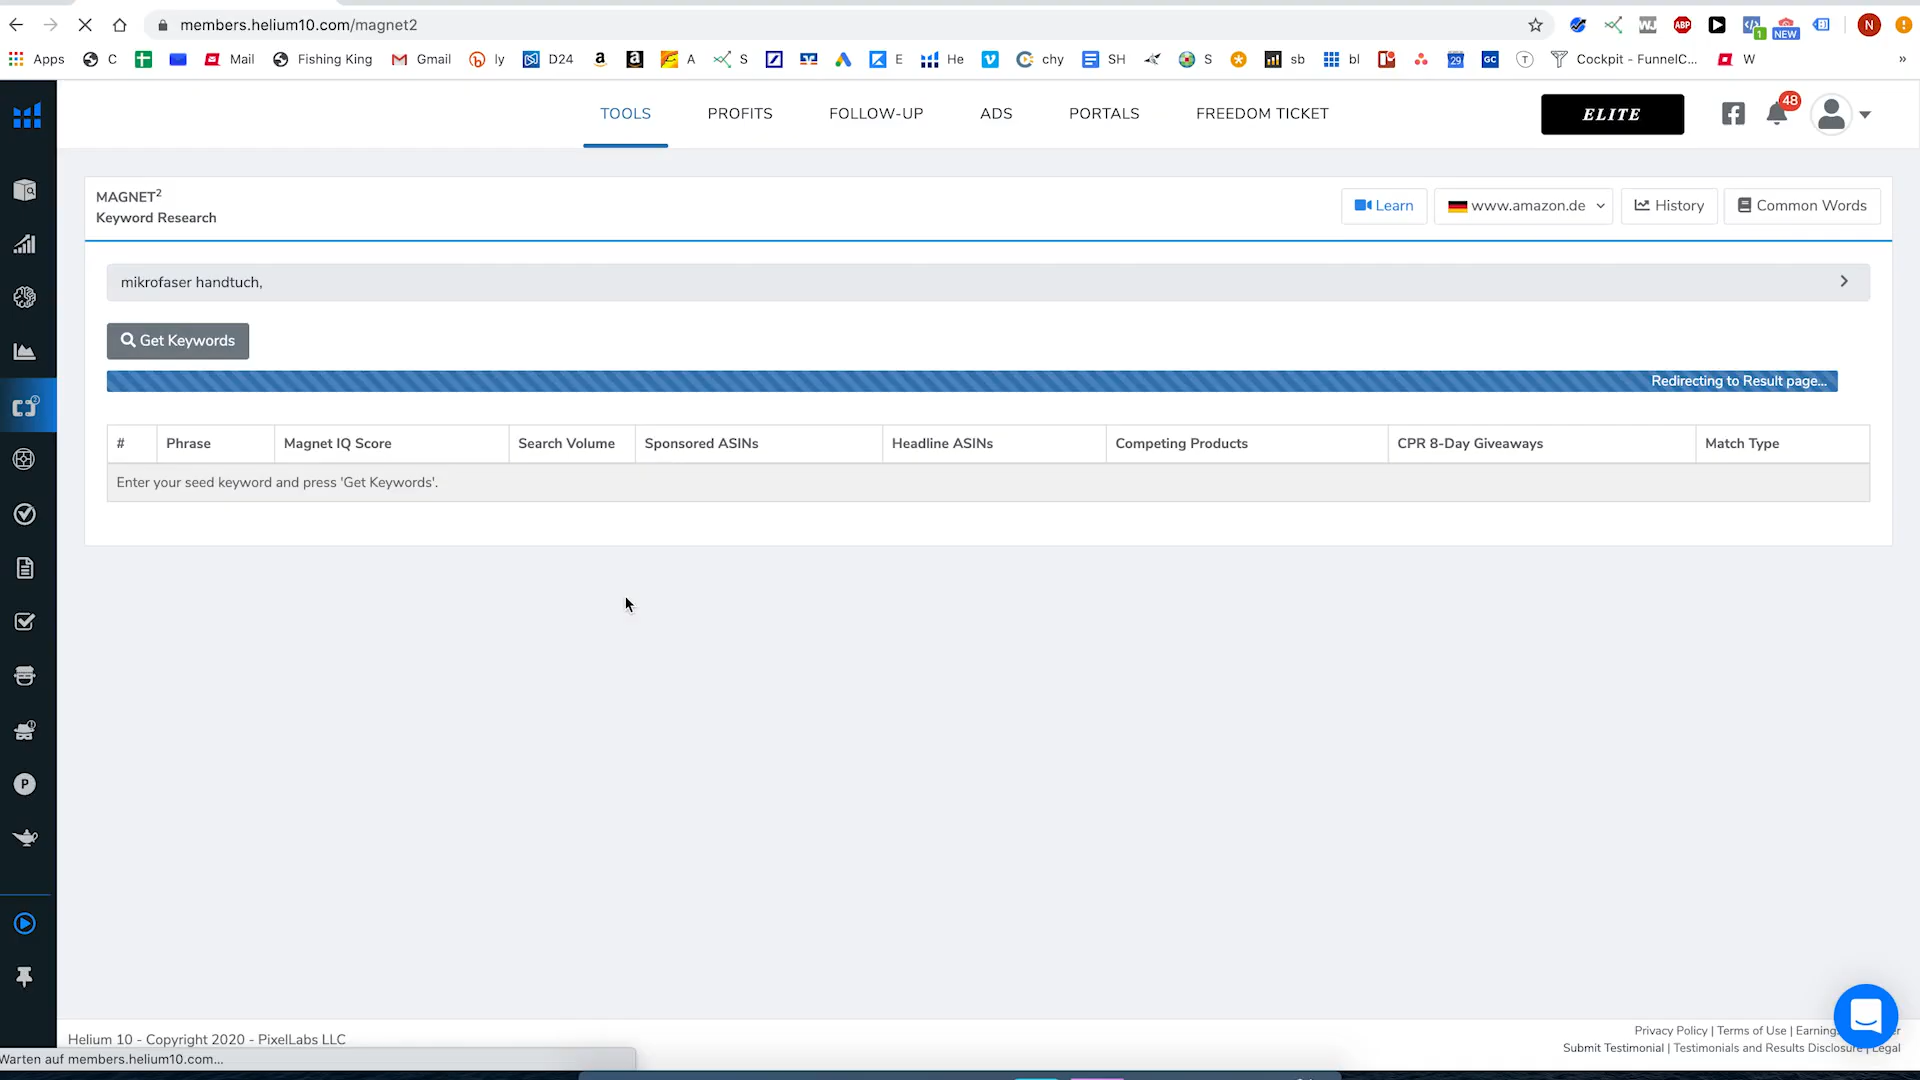 members.helium10.com/magnet2
ABP
1
NEW
N
Apps
C
Mail
Fishing King
Gmail
ly
D24
A
S
E
He
chy
SH
S
sb
bl
29
GC
T
Cockpit - FunnelC...
W
»
TOOLS
PROFITS
FOLLOW-UP
ADS
PORTALS
FREEDOM TICKET
ELITE
48
MAGNET²
Keyword Research
Learn
www.amazon.de
History
Common Words
mikrofaser handtuch,
Get Keywords
Redirecting to Result page...
# Phrase Magnet IQ Score Search Volume Sponsored ASINs Headline ASINs Competing Products CPR 8-Day Giveaways Match Type
Enter your seed keyword and press 'Get Keywords'.
P
Helium 10 - Copyright 2020 - PixelLabs LLC
Privacy Policy | Terms of Use |
Submit Testimonial | Testimonials and Results Disclosure | Legal
Warten auf members.helium10.com...